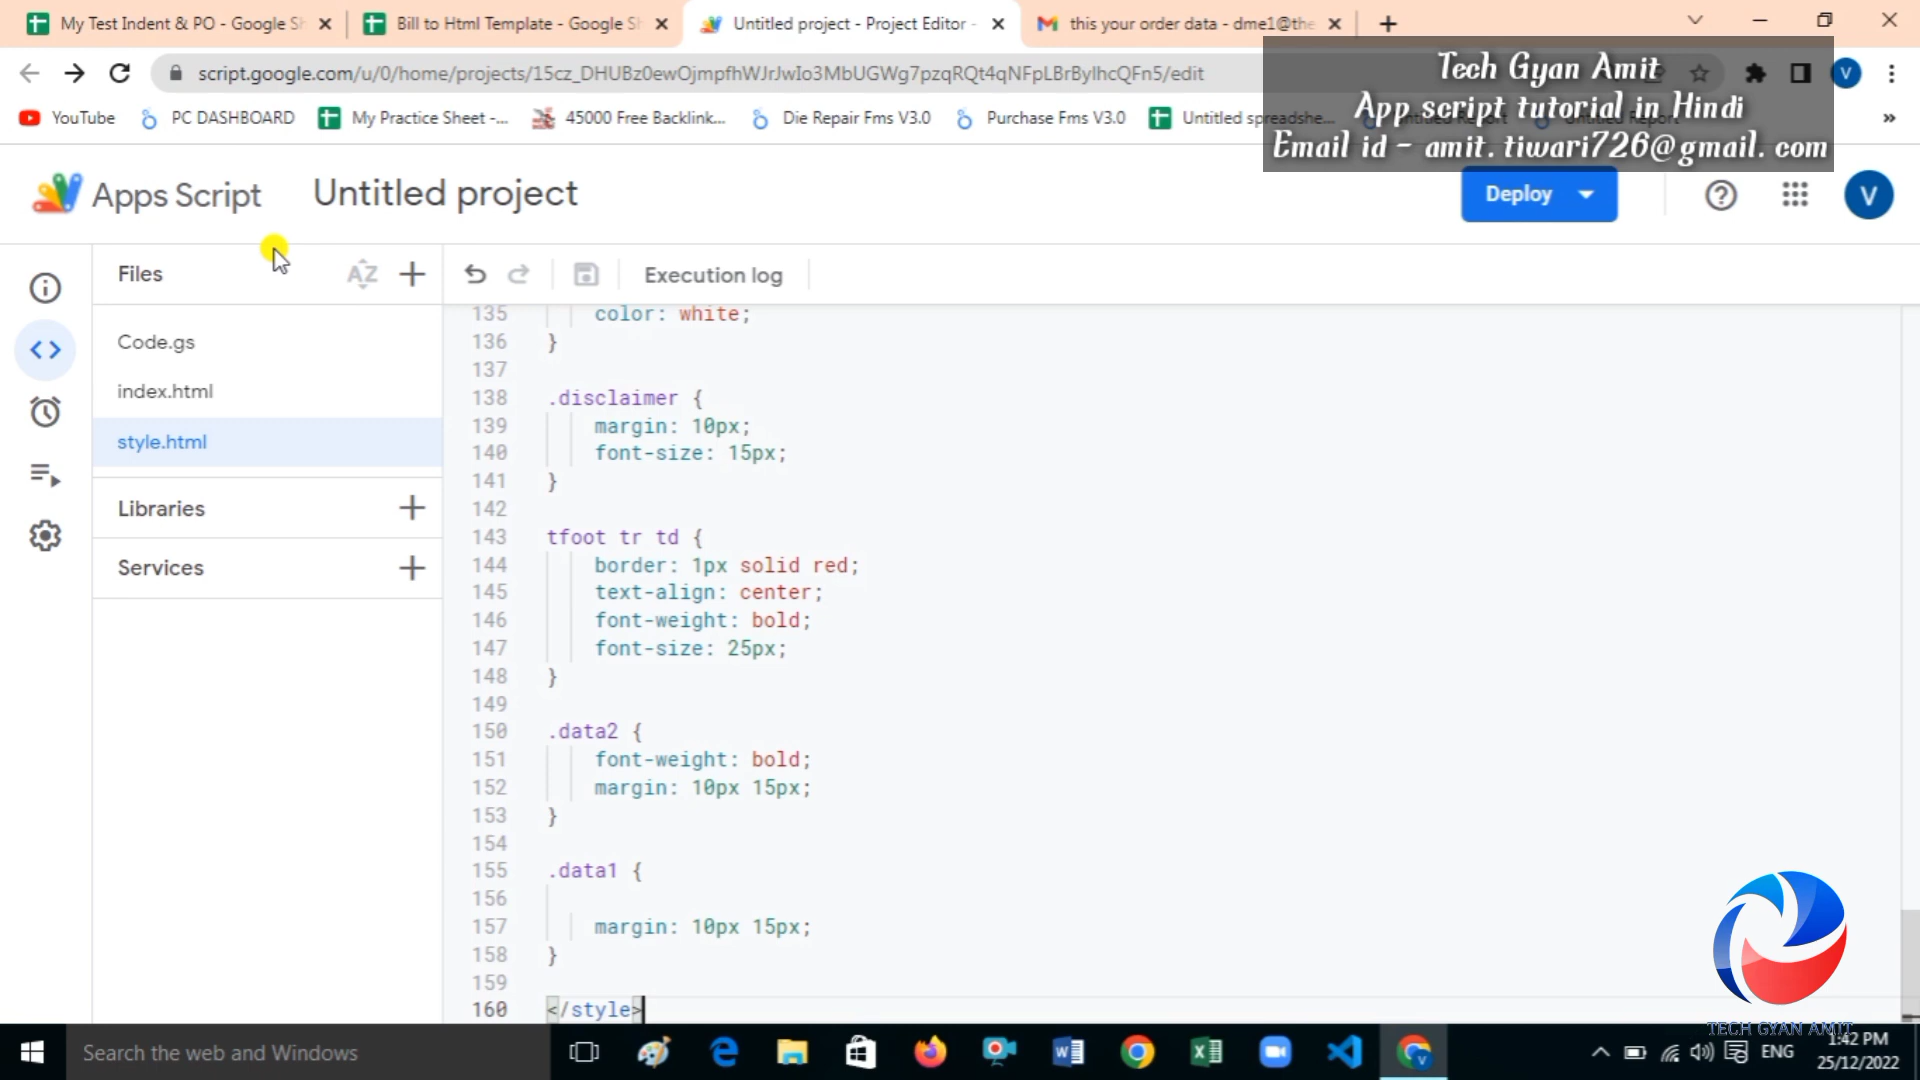 My Test Indent & PO - Google Sh
Bill to Html Template - Google Sh
Untitled project - Project Editor -
this your order data - dme1@the
script.google.com/u/0/home/projects/15cz_DHUBz0ewOjmpfhWJrJwIo3MbUGWg7pzqRQt4qNFpLBrBylhcQFn5/edit
Tech Gyan Amit
App script tutorial in Hindi
Email id - amit.tiwari726@gmail.com
V
YouTube
PC DASHBOARD
My Practice Sheet -...
45000 Free Backlink...
Die Repair Fms V3.0
Purchase Fms V3.0
Untitled spreadshe...
»
Apps Script
Untitled project
Deploy
V
Files
AZ
Execution log
Code.gs
index.html
style.html
Libraries
Services
135 color: white;
136 }
137
138 .disclaimer {
139 margin: 10px;
140 font-size: 15px;
141 }
142
143 tfoot tr td {
144 border: 1px solid red;
145 text-align: center;
146 font-weight: bold;
147 font-size: 25px;
148 }
149
150 .data2 {
151 font-weight: bold;
152 margin: 10px 15px;
153 }
154
155 .data1 {
156
157 margin: 10px 15px;
158 }
159
160 </style>
TECH GYAN AMIT
Search the web and Windows
ENG
1:42 PM
25/12/2022